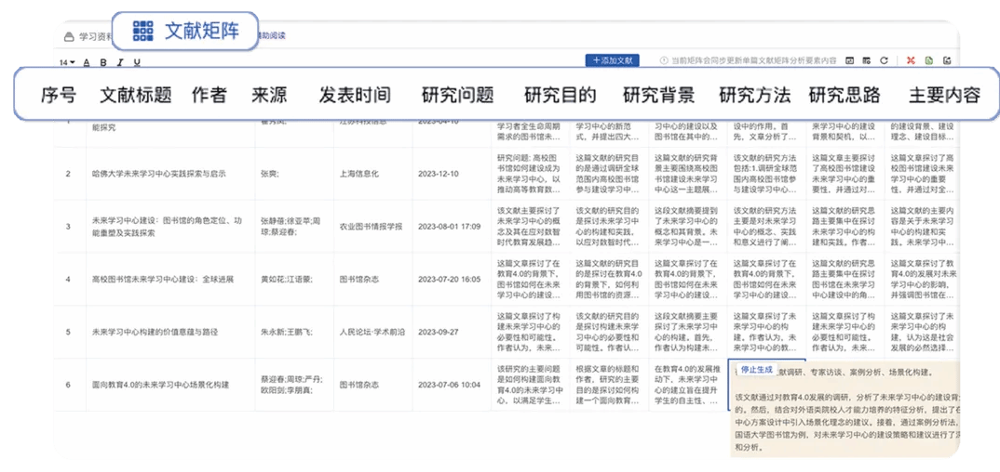 文献矩阵
学习资料
辅助阅读
14 A B I U
+添加文献
当前矩阵会同步更新单篇文献矩阵分析要素内容
序号 文献标题 作者 来源 发表时间 研究问题 研究目的 研究背景 研究方法 研究思路 主要内容
能探究
学习者全生命周期
需求的图书馆未...
学习中心的新范
式，并提出四大...
习中心的建设以及
图书馆在其中的...
设中的作用。首
先，文章分析了...
来学习中心的建设
背景和契机，以...
的建设背景、建设
理念、建设目标...
2
哈佛大学未来学习中心实践探索与启示
张奭;
上海信息化
2023-12-10
研究问题: 高校图
书馆如何建设成为
未来学习中心，以
推动高等教育数...
该文献的研究目的
是通过调研全球
范围内高校图书馆
参与建设学习中...
这篇文献的研究背
景主要围绕高校图
书馆建设未来学习
中心这一主题展...
该文献的研究方法
包括:1.调研全球范
围内高校图书馆参
与建设学习中心...
这篇文章主要探讨
了高校图书馆建设
未来学习中心的重
要性，并通过对...
这篇文章探讨了高
校图书馆建设未来
学习中心的重要
性，并通过对全...
3
未来学习中心建设：图书馆的角色定位、功
能重塑与实践探索
张静蓓;徐亚苹;周
琼;蔡迎春;
农业图书情报学报
2023-08-01 17:09
该文献主要探讨了
未来学习中心的概
念及其在应对数智
时代教育发展趋...
该文献的研究目的
是探讨未来学习中
心的构建和实践，
以应对数智时代...
这篇文献摘要提到
了未来学习中心的
概念和其背景。未
来学习中心是一...
该文献的研究方法
主要是对未来学习
中心的概念、实践
和意义进行了阐...
该文献的研究思
路主要集中在探讨
未来学习中心的构
建和实践。作者...
该文献的主要内
容是关于未来学习
中心的构建和实
践。未来学习中...
4
高校图书馆未来学习中心建设：全球进展
黄如花;江语蒙;
图书馆杂志
2023-07-20 16:05
这篇文章探讨了在
教育4.0的背景下，
图书馆如何在未来
学习中心的建设...
该文献的研究目的
是探讨在教育4.0
的背景下，如何利
用图书馆的资源...
这篇文章探讨了在
教育4.0的背景下，
图书馆如何在未来
学习中心的建设...
这篇文章探讨了在
教育4.0的背景下，
图书馆如何在未来
学习中心的建设...
这篇文献的研究思
路主要集中在探讨
图书馆在未来学习
中心建设中的角...
这篇文章探讨了教
育4.0的发展对未来
学习中心的影响，
并强调图书馆在...
5
未来学习中心构建的价值意蕴与路径
朱永新;王鹏飞;
人民论坛·学术前沿
2023-09-27
这篇文章探讨了构
建未来学习中心的
必要性和可能性。
作者认为，未来...
该文献的研究目的
是探讨构建未来学
习中心的必要性和
可能性。作者认...
这段文献摘要主要
探讨了未来学习中
心的构建。首先，
作者认为构建未...
这篇文章探讨了未
来学习中心的构
建。作者认为，未
来学习中心的教...
这篇文章主要探讨
了构建未来学习中
心的必要性和可能
性。作者认为，未来...
这篇文章探讨了未
来学习中心的构
建，认为这是社会
发展的必然选择...
6
面向教育4.0的未来学习中心场景化构建
蔡迎春;周琼;严丹;
欧阳剑;李朋真;
图书馆杂志
2023-07-06 10:04
该研究的主要问题
是如何构建面向教育
4.0的未来学习中
心，以满足学生...
根据文章的标题和
作者，研究的主要
目的是探讨如何构
建一个面向教育...
在教育4.0的发展推
动下，未来学习中
心的建立旨在提升
学生的自主性、...
停止生成
献调研、专家访谈、案例分析、场景化构建。
该文献通过对教育4.0发展的调研，分析了未来学习中心的建设背
的。然后，结合对外语类院校人才能力培养的特征分析，提出了在
中心方案设计中引入场景化理念的建议。接着，通过案例分析法，
国语大学图书馆为例，对未来学习中心的建设策略和建议进行了
和分析。